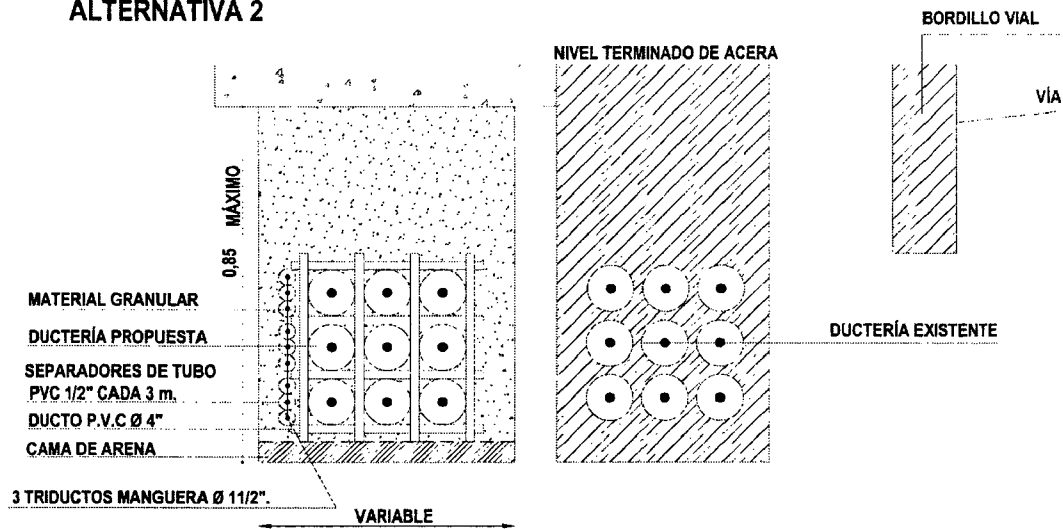 ALTERNATIVA 2
BORDILLO VIAL
NIVEL TERMINADO DE ACERA
VÍA
0,85 MÁXIMO
MATERIAL GRANULAR
DUCTERÍA PROPUESTA
DUCTERÍA EXISTENTE
SEPARADORES DE TUBO
PVC 1/2" CADA 3 m.
DUCTO P.V.C Ø 4"
CAMA DE ARENA
3 TRIDUCTOS MANGUERA Ø 11/2".
VARIABLE